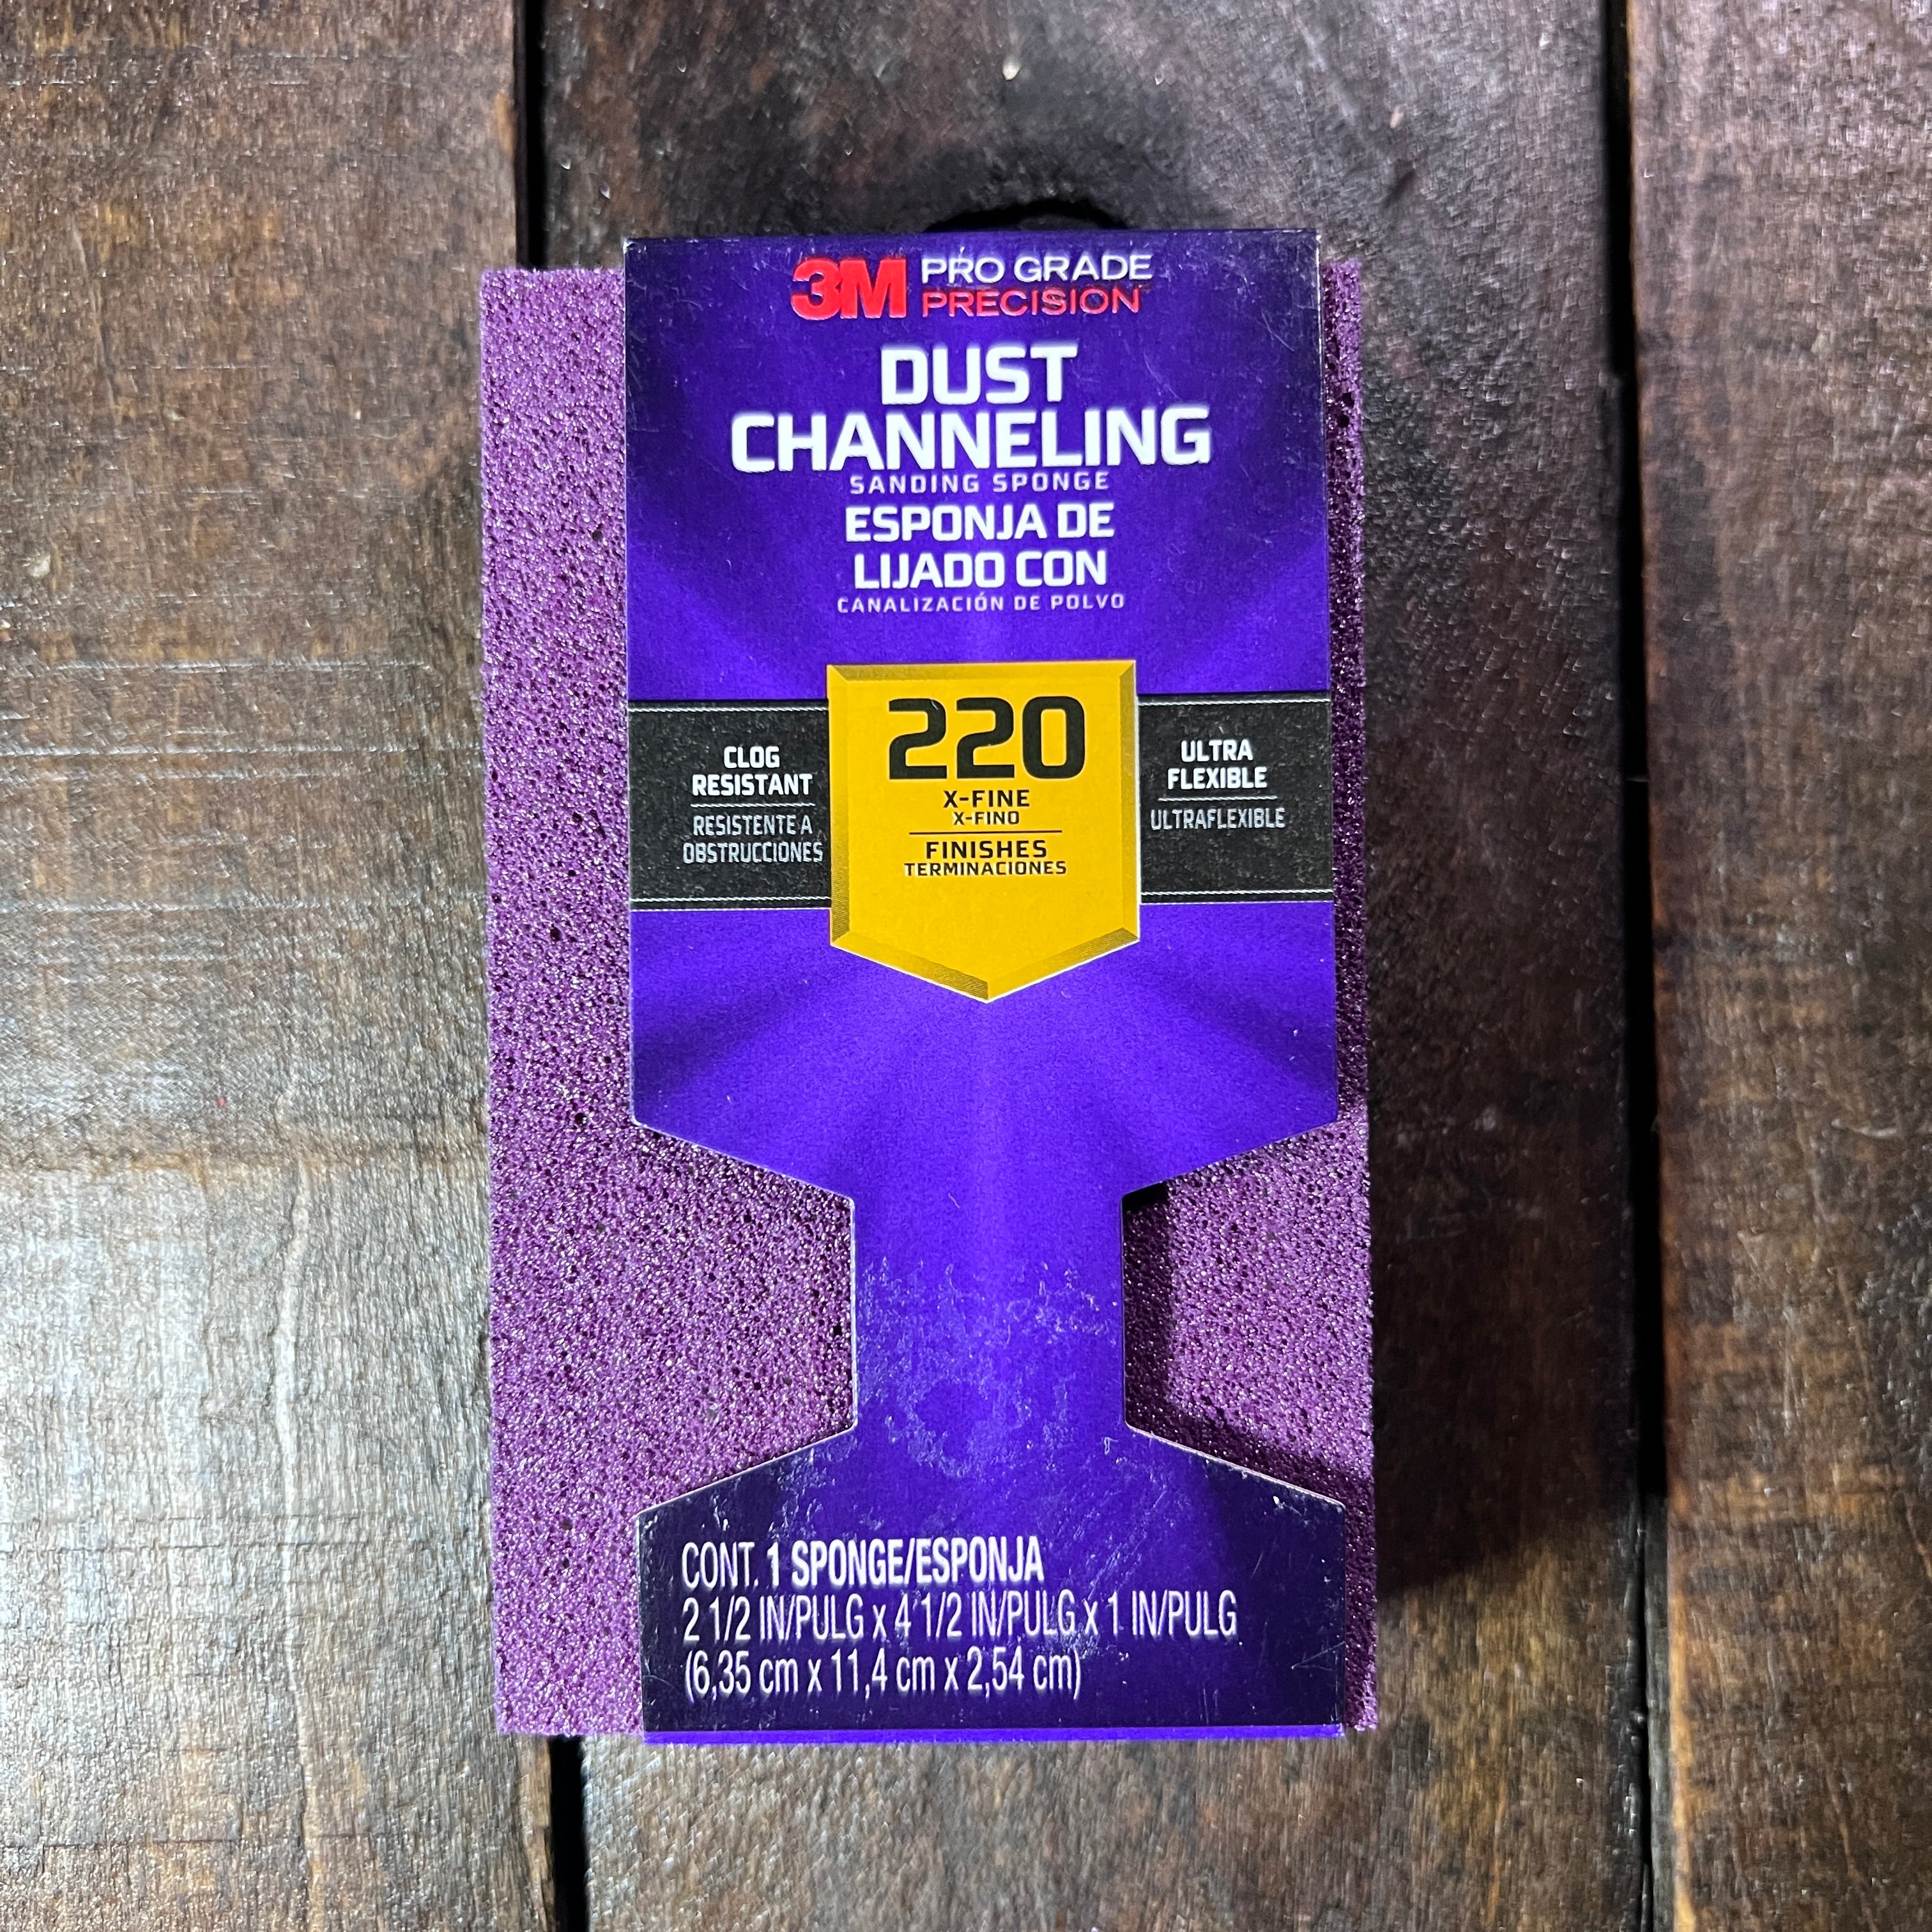 3M PRO GRADE
PRECISION™
DUST
CHANNELING
SANDING SPONGE
ESPONJA DE
LIJADO CON
CANALIZACIÓN DE POLVO
CLOG
RESISTANT
RESISTENTE A
OBSTRUCCIONES
220
X-FINE
X-FINO
FINISHES
TERMINACIONES
ULTRA
FLEXIBLE
ULTRAFLEXIBLE
CONT. 1 SPONGE/ESPONJA
2 1/2 IN/PULG x 4 1/2 IN/PULG x 1 IN/PULG
(6,35 cm x 11,4 cm x 2,54 cm)